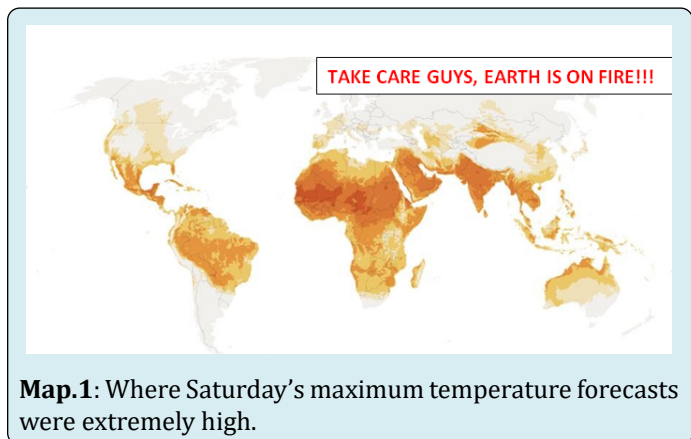 TAKE CARE GUYS, EARTH IS ON FIRE!!!
Map.1: Where Saturday’s maximum temperature forecasts
were extremely high.